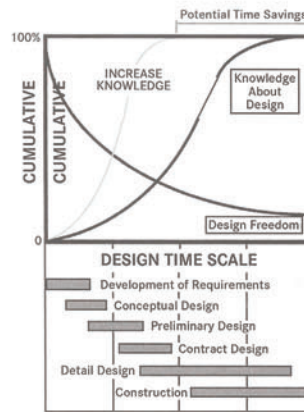 Potential Time Savings
100%
INCREASE
KNOWLEDGE
Knowledge
About
Design
CUMULATIVE
CUMULATIVE
Design Freedom
0
DESIGN TIME SCALE
Development of Requirements
Conceptual Design
Preliminary Design
Contract Design
Detail Design
Construction